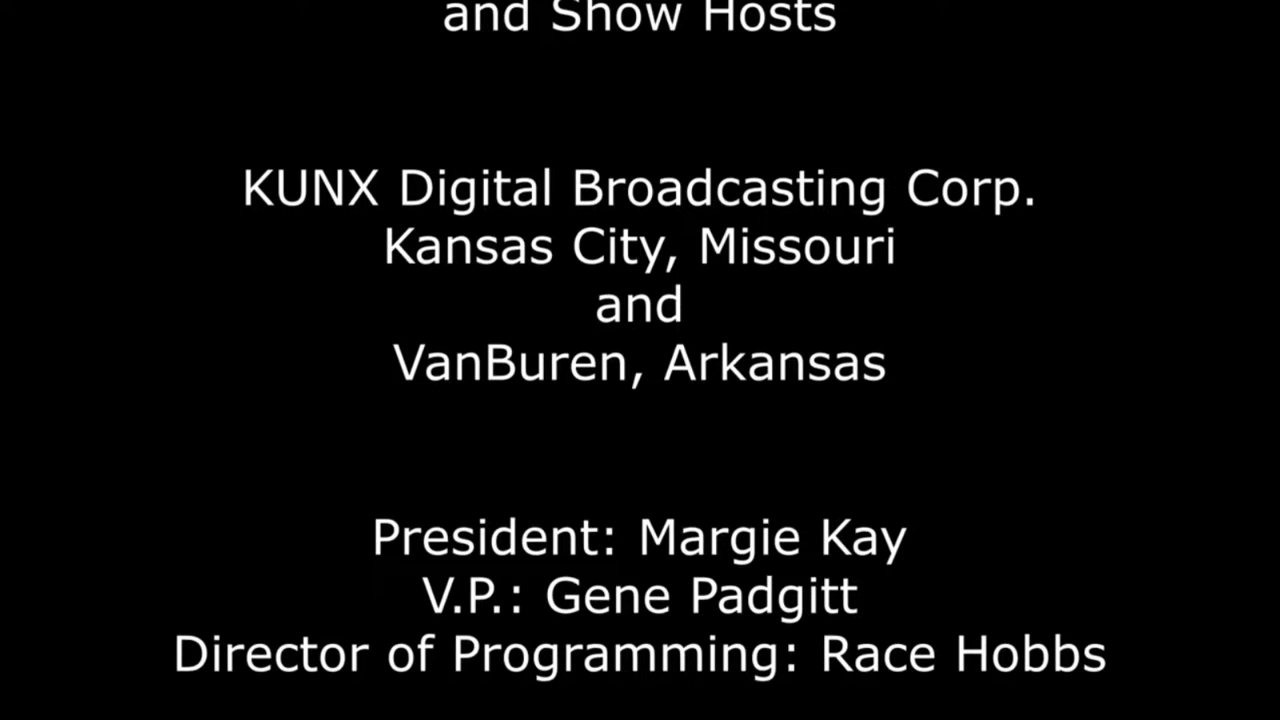 and Show Hosts
KUNX Digital Broadcasting Corp.
Kansas City, Missouri
and
VanBuren, Arkansas
President: Margie Kay
V.P.: Gene Padgitt
Director of Programming: Race Hobbs